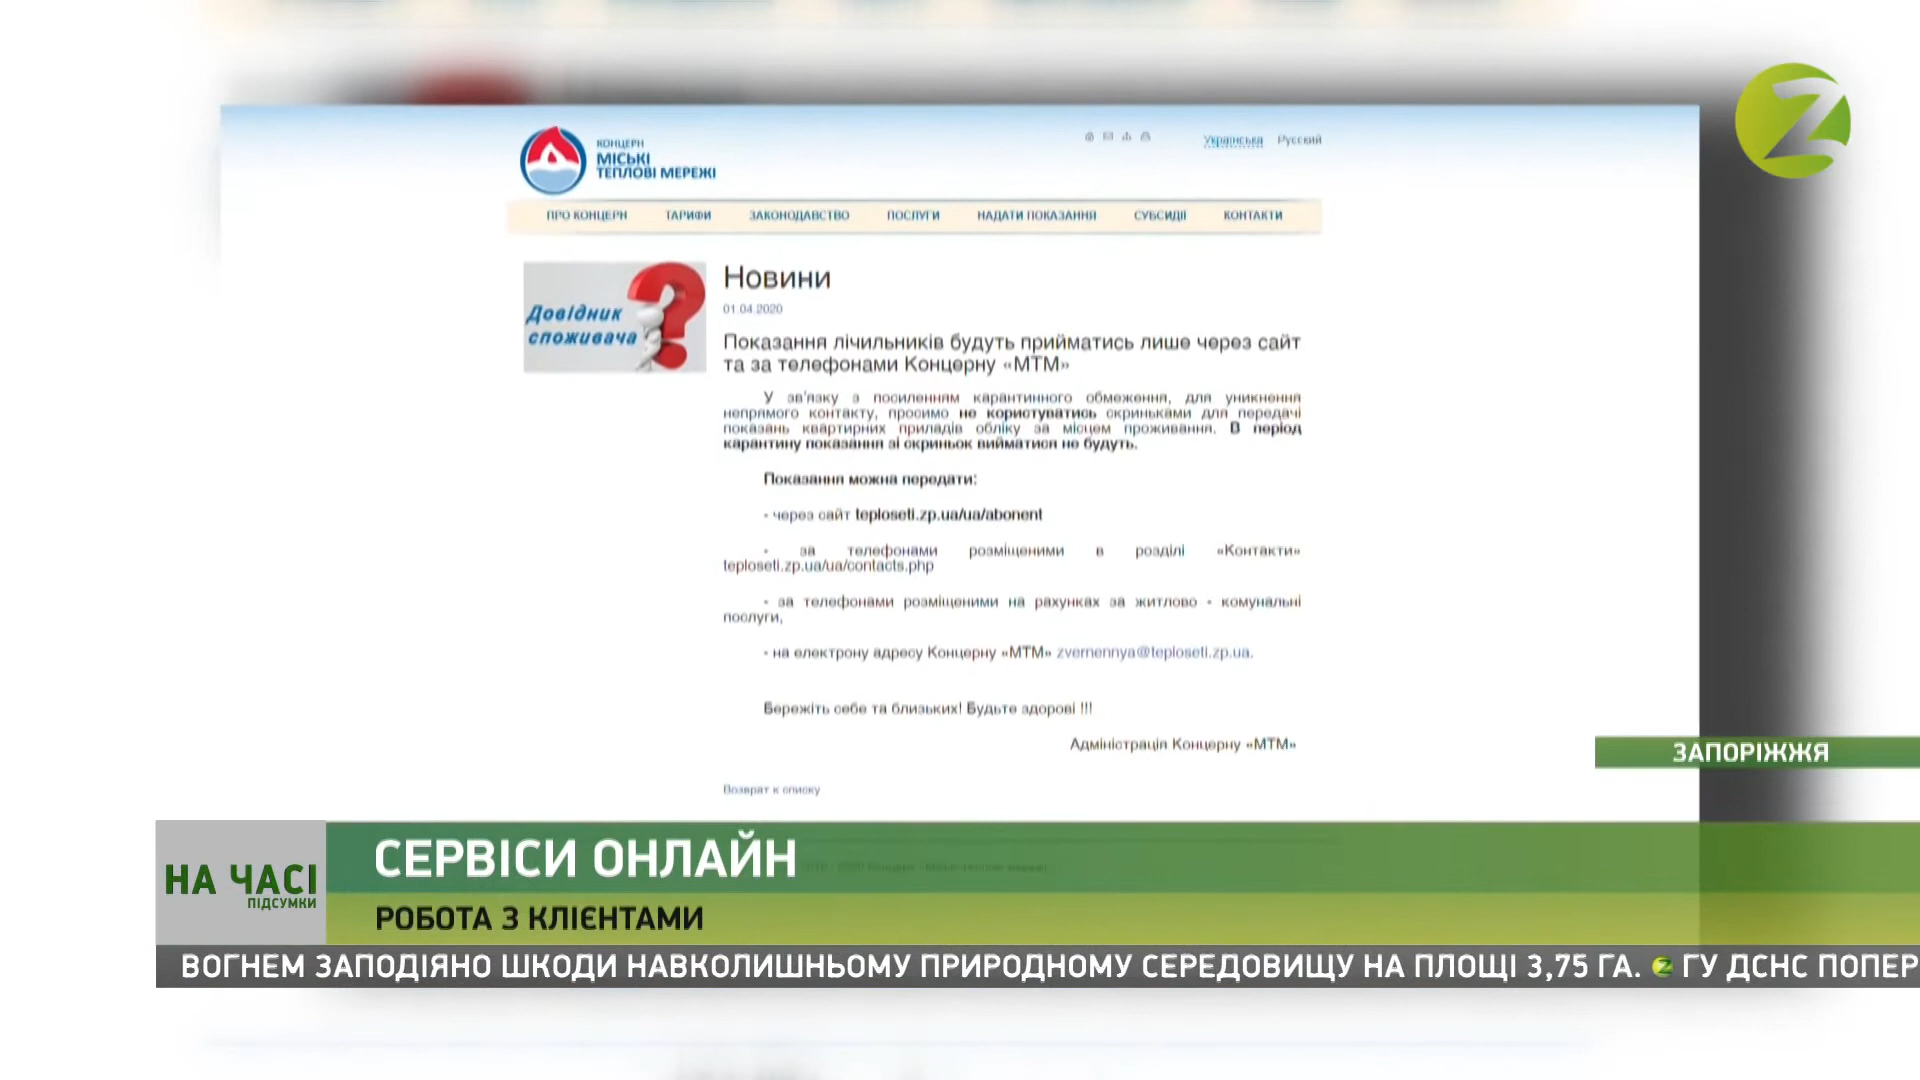 КОНЦЕРН
МІСЬКІ
ТЕПЛОВІ МЕРЕЖІ
Українська Русский
ПРО КОНЦЕРН ТАРИФИ ЗАКОНОДАВСТВО ПОСЛУГИ НАДАТИ ПОКАЗАННЯ СУБСИДІЇ КОНТАКТИ
Довідник
споживача
Новини
01.04.2020
Показання лічильників будуть прийматись лише через сайт
та за телефонами Концерну «МТМ»
У зв'язку з посиленням карантинного обмеження, для уникнення
непрямого контакту, просимо не користуватись скриньками для передачі
показань квартирних приладів обліку за місцем проживання. В період
карантину показання зі скриньок вийматися не будуть.
Показання можна передати:
- через сайт teploseti.zp.ua/ua/abonent
- за телефонами розміщеними в розділі «Контакти»
teploseti.zp.ua/ua/contacts.php
- за телефонами розміщеними на рахунках за житлово - комунальні
послуги,
- на електрону адресу Концерну «МТМ» zvernennya@teploseti.zp.ua.
Бережіть себе та близьких! Будьте здорові !!!
Адміністрація Концерну «МТМ»
Возврат к списку
ЗАПОРІЖЖЯ
НА ЧАСІ
ПІДСУМКИ
СЕРВІСИ ОНЛАЙН
РОБОТА З КЛІЄНТАМИ
ВОГНЕМ ЗАПОДІЯНО ШКОДИ НАВКОЛИШНЬОМУ ПРИРОДНОМУ СЕРЕДОВИЩУ НА ПЛОЩІ 3,75 ГА. Z ГУ ДСНС ПОПЕР